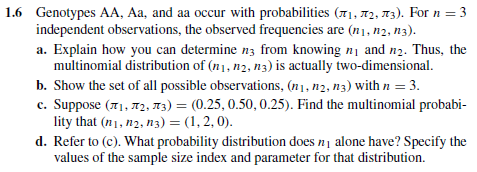 1.6 Genotypes AA, Aa, and aa occur with probabilities (π₁, π₂, π₃). For n = 3
independent observations, the observed frequencies are (n₁, n₂, n₃).
a. Explain how you can determine n₃ from knowing n₁ and n₂. Thus, the
multinomial distribution of (n₁, n₂, n₃) is actually two-dimensional.
b. Show the set of all possible observations, (n₁, n₂, n₃) with n = 3.
c. Suppose (π₁, π₂, π₃) = (0.25, 0.50, 0.25). Find the multinomial probabi-
lity that (n₁, n₂, n₃) = (1, 2, 0).
d. Refer to (c). What probability distribution does n₁ alone have? Specify the
values of the sample size index and parameter for that distribution.